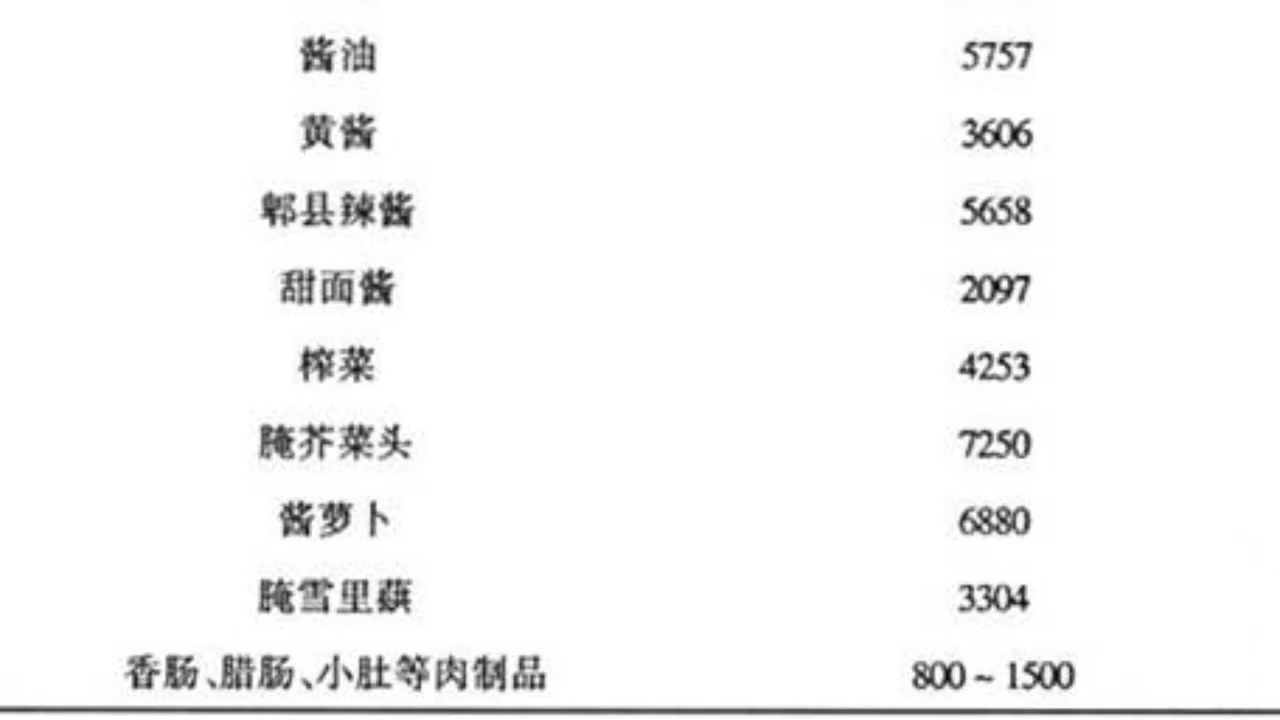 酱油 5757
黄酱 3606
郫县辣酱 5658
甜面酱 2097
榨菜 4253
腌芥菜头 7250
酱萝卜 6880
腌雪里蕻 3304
香肠、腊肠、小肚等肉制品 800~1500